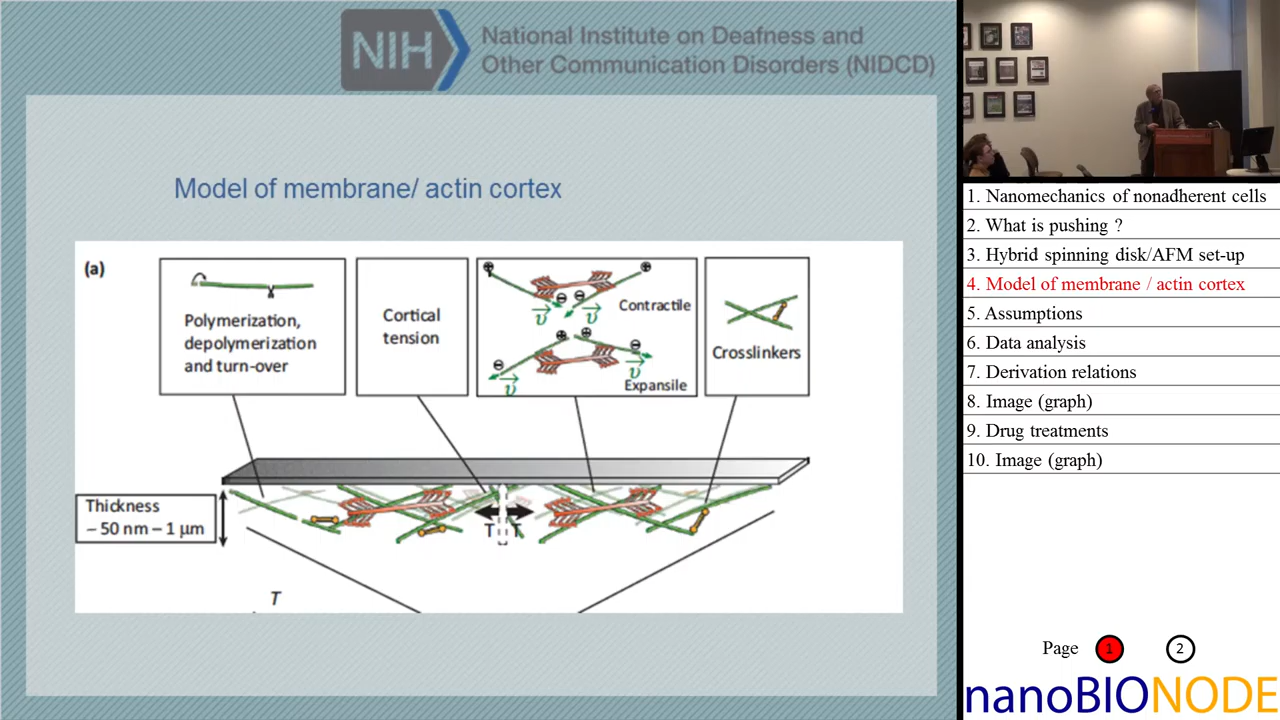 NIH National Institute on Deafness and
Other Communication Disorders (NIDCD)
Model of membrane/ actin cortex
(a)
Polymerization,
depolymerization
and turn-over
Cortical
tension
⊕ ⊕
⊖ ⊖
υ υ
Contractile
⊕ ⊕
⊖ ⊖
υ υ
Expansile
Crosslinkers
Thickness
~ 50 nm – 1 μm
T T
T
1. Nanomechanics of nonadherent cells
2. What is pushing ?
3. Hybrid spinning disk/AFM set-up
4. Model of membrane / actin cortex
5. Assumptions
6. Data analysis
7. Derivation relations
8. Image (graph)
9. Drug treatments
10. Image (graph)
Page 1 2
nanoBIONODE